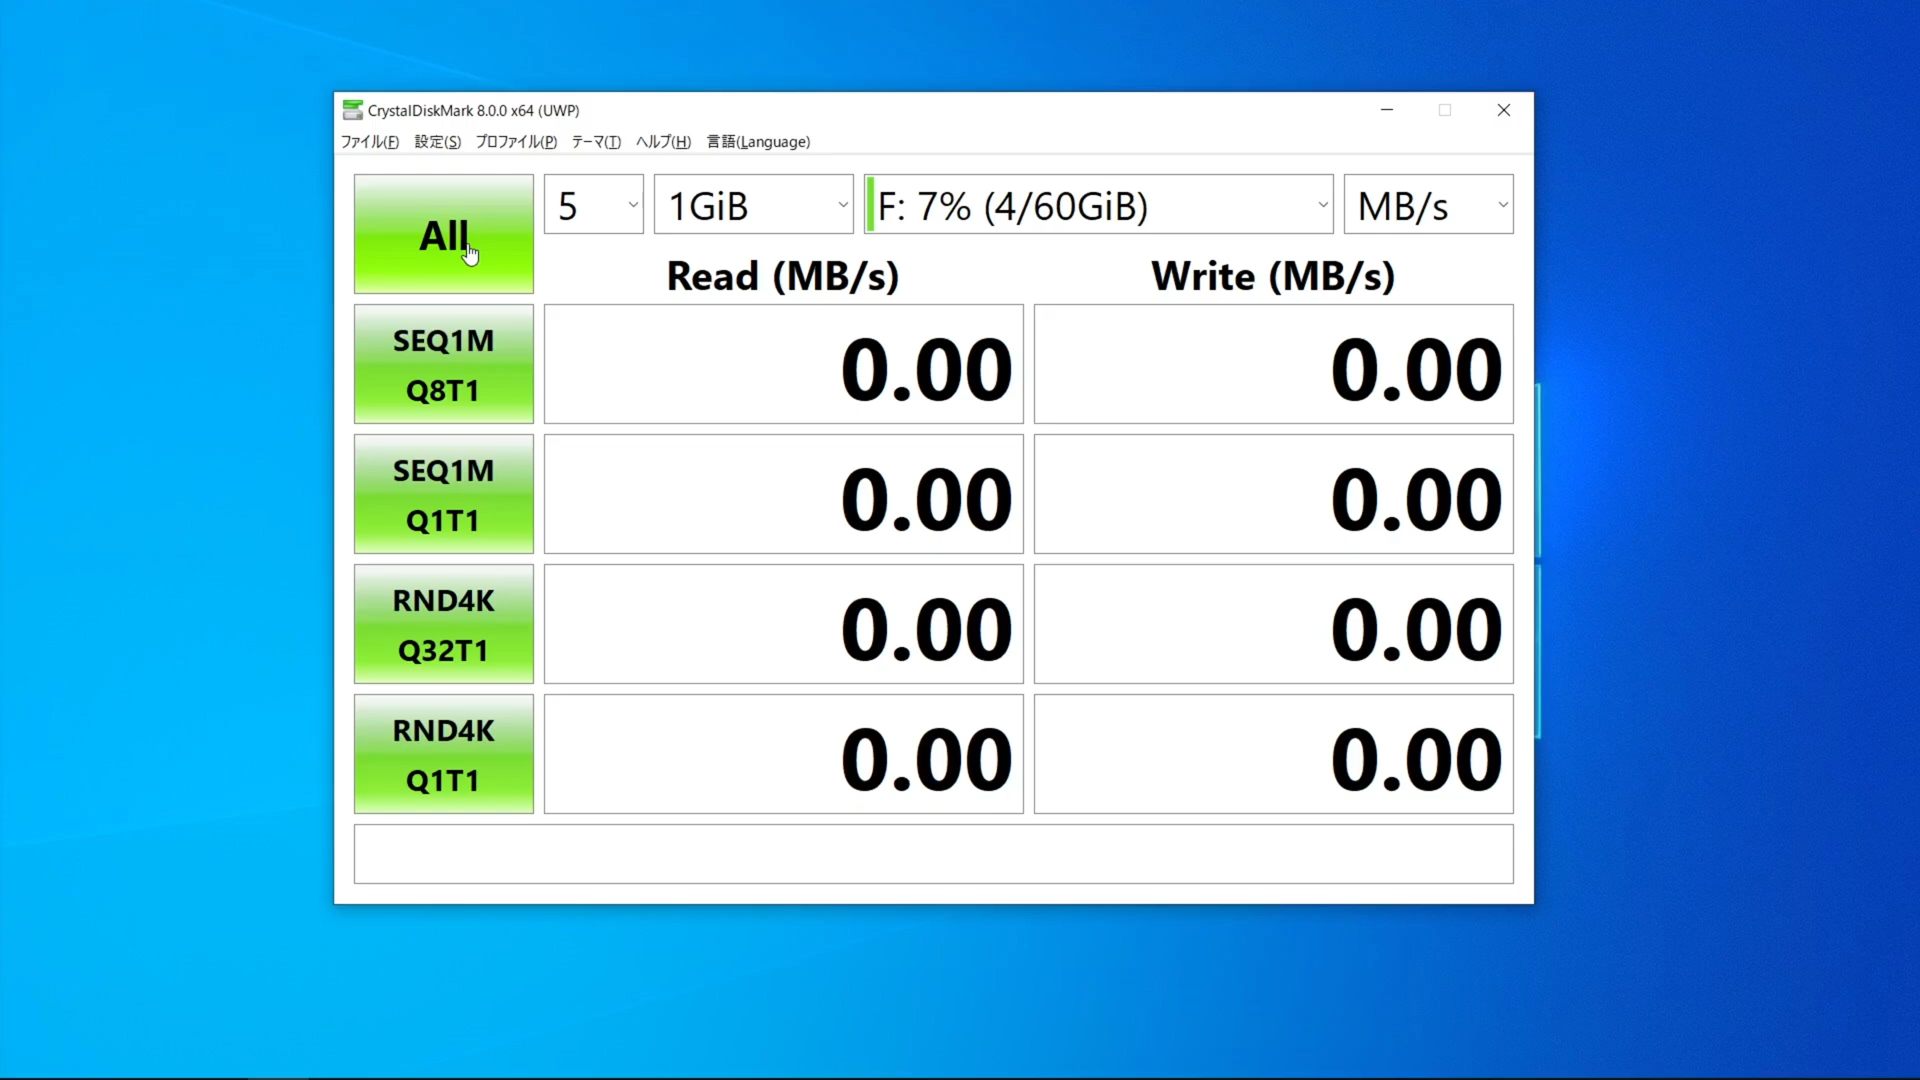 CrystalDiskMark 8.0.0 x64 (UWP)
ファイル(F) 設定(S) プロファイル(P) テーマ(T) ヘルプ(H) 言語(Language)
All 5 1GiB F: 7% (4/60GiB) MB/s
Read (MB/s) Write (MB/s)
SEQ1M
Q8T1 0.00 0.00
SEQ1M
Q1T1 0.00 0.00
RND4K
Q32T1 0.00 0.00
RND4K
Q1T1 0.00 0.00